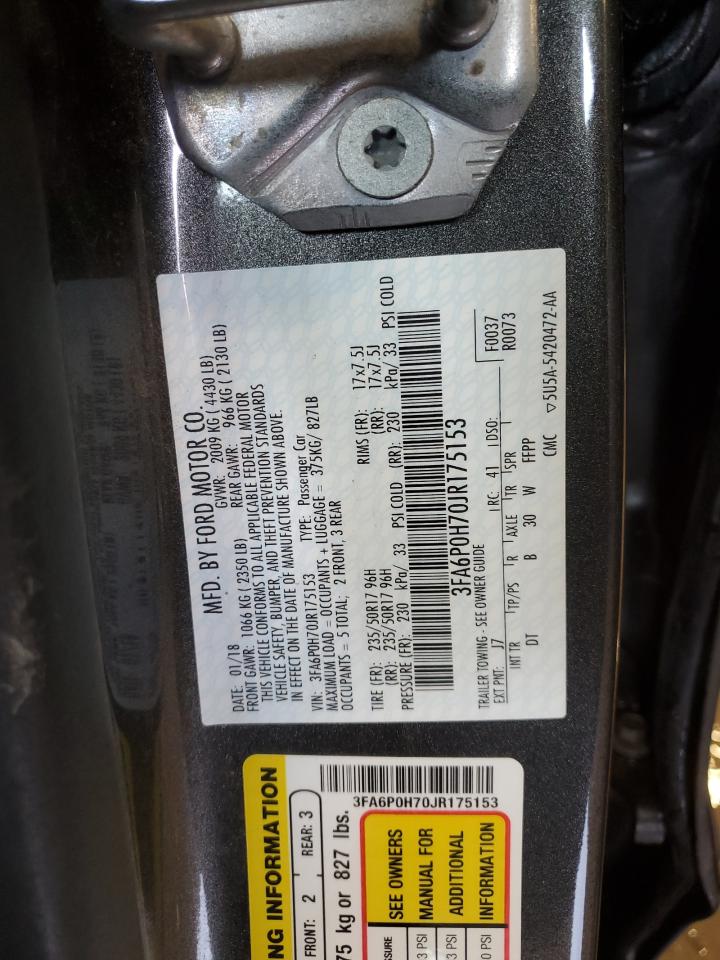 MFD. BY FORD MOTOR CO.
DATE: 01/18 GVWR: 2009 KG ( 4430 LB)
FRONT GAWR: 1066 KG ( 2350 LB) REAR GAWR: 966 KG ( 2130 LB)
THIS VEHICLE CONFORMS TO ALL APPLICABLE FEDERAL MOTOR
VEHICLE SAFETY, BUMPER, AND THEFT PREVENTION STANDARDS
IN EFFECT ON THE DATE OF MANUFACTURE SHOWN ABOVE.
VIN: 3FA6P0H70JR175153 TYPE: Passenger Car
MAXIMUM LOAD = OCCUPANTS + LUGGAGE = 375KG/ 827LB
OCCUPANTS = 5 TOTAL; 2 FRONT, 3 REAR
TIRE (FR): 235/50R17 96H RIMS (FR): 17x7.5J
(RR): 235/50R17 96H (RR): 17x7.5J
PRESSURE (FR): 230 kPa/ 33 PSI COLD (RR): 230 kPa/ 33 PSI COLD
3FA6P0H70JR175153
TRAILER TOWING - SEE OWNER GUIDE
EXT PNT: J7 RC: 41 DSO: F0037
R0073
INT TR TP/PS R AXLE TR SPR
DT B 30 W FFPP
CMC ▽5U5A-5420472-AA
NG INFORMATION
FRONT: 2 REAR: 3
75 kg or 827 lbs.
3FA6P0H70JR175153
SEE OWNERS
MANUAL FOR
ADDITIONAL
INFORMATION
SSURE
3 PSI
3 PSI
0 PSI